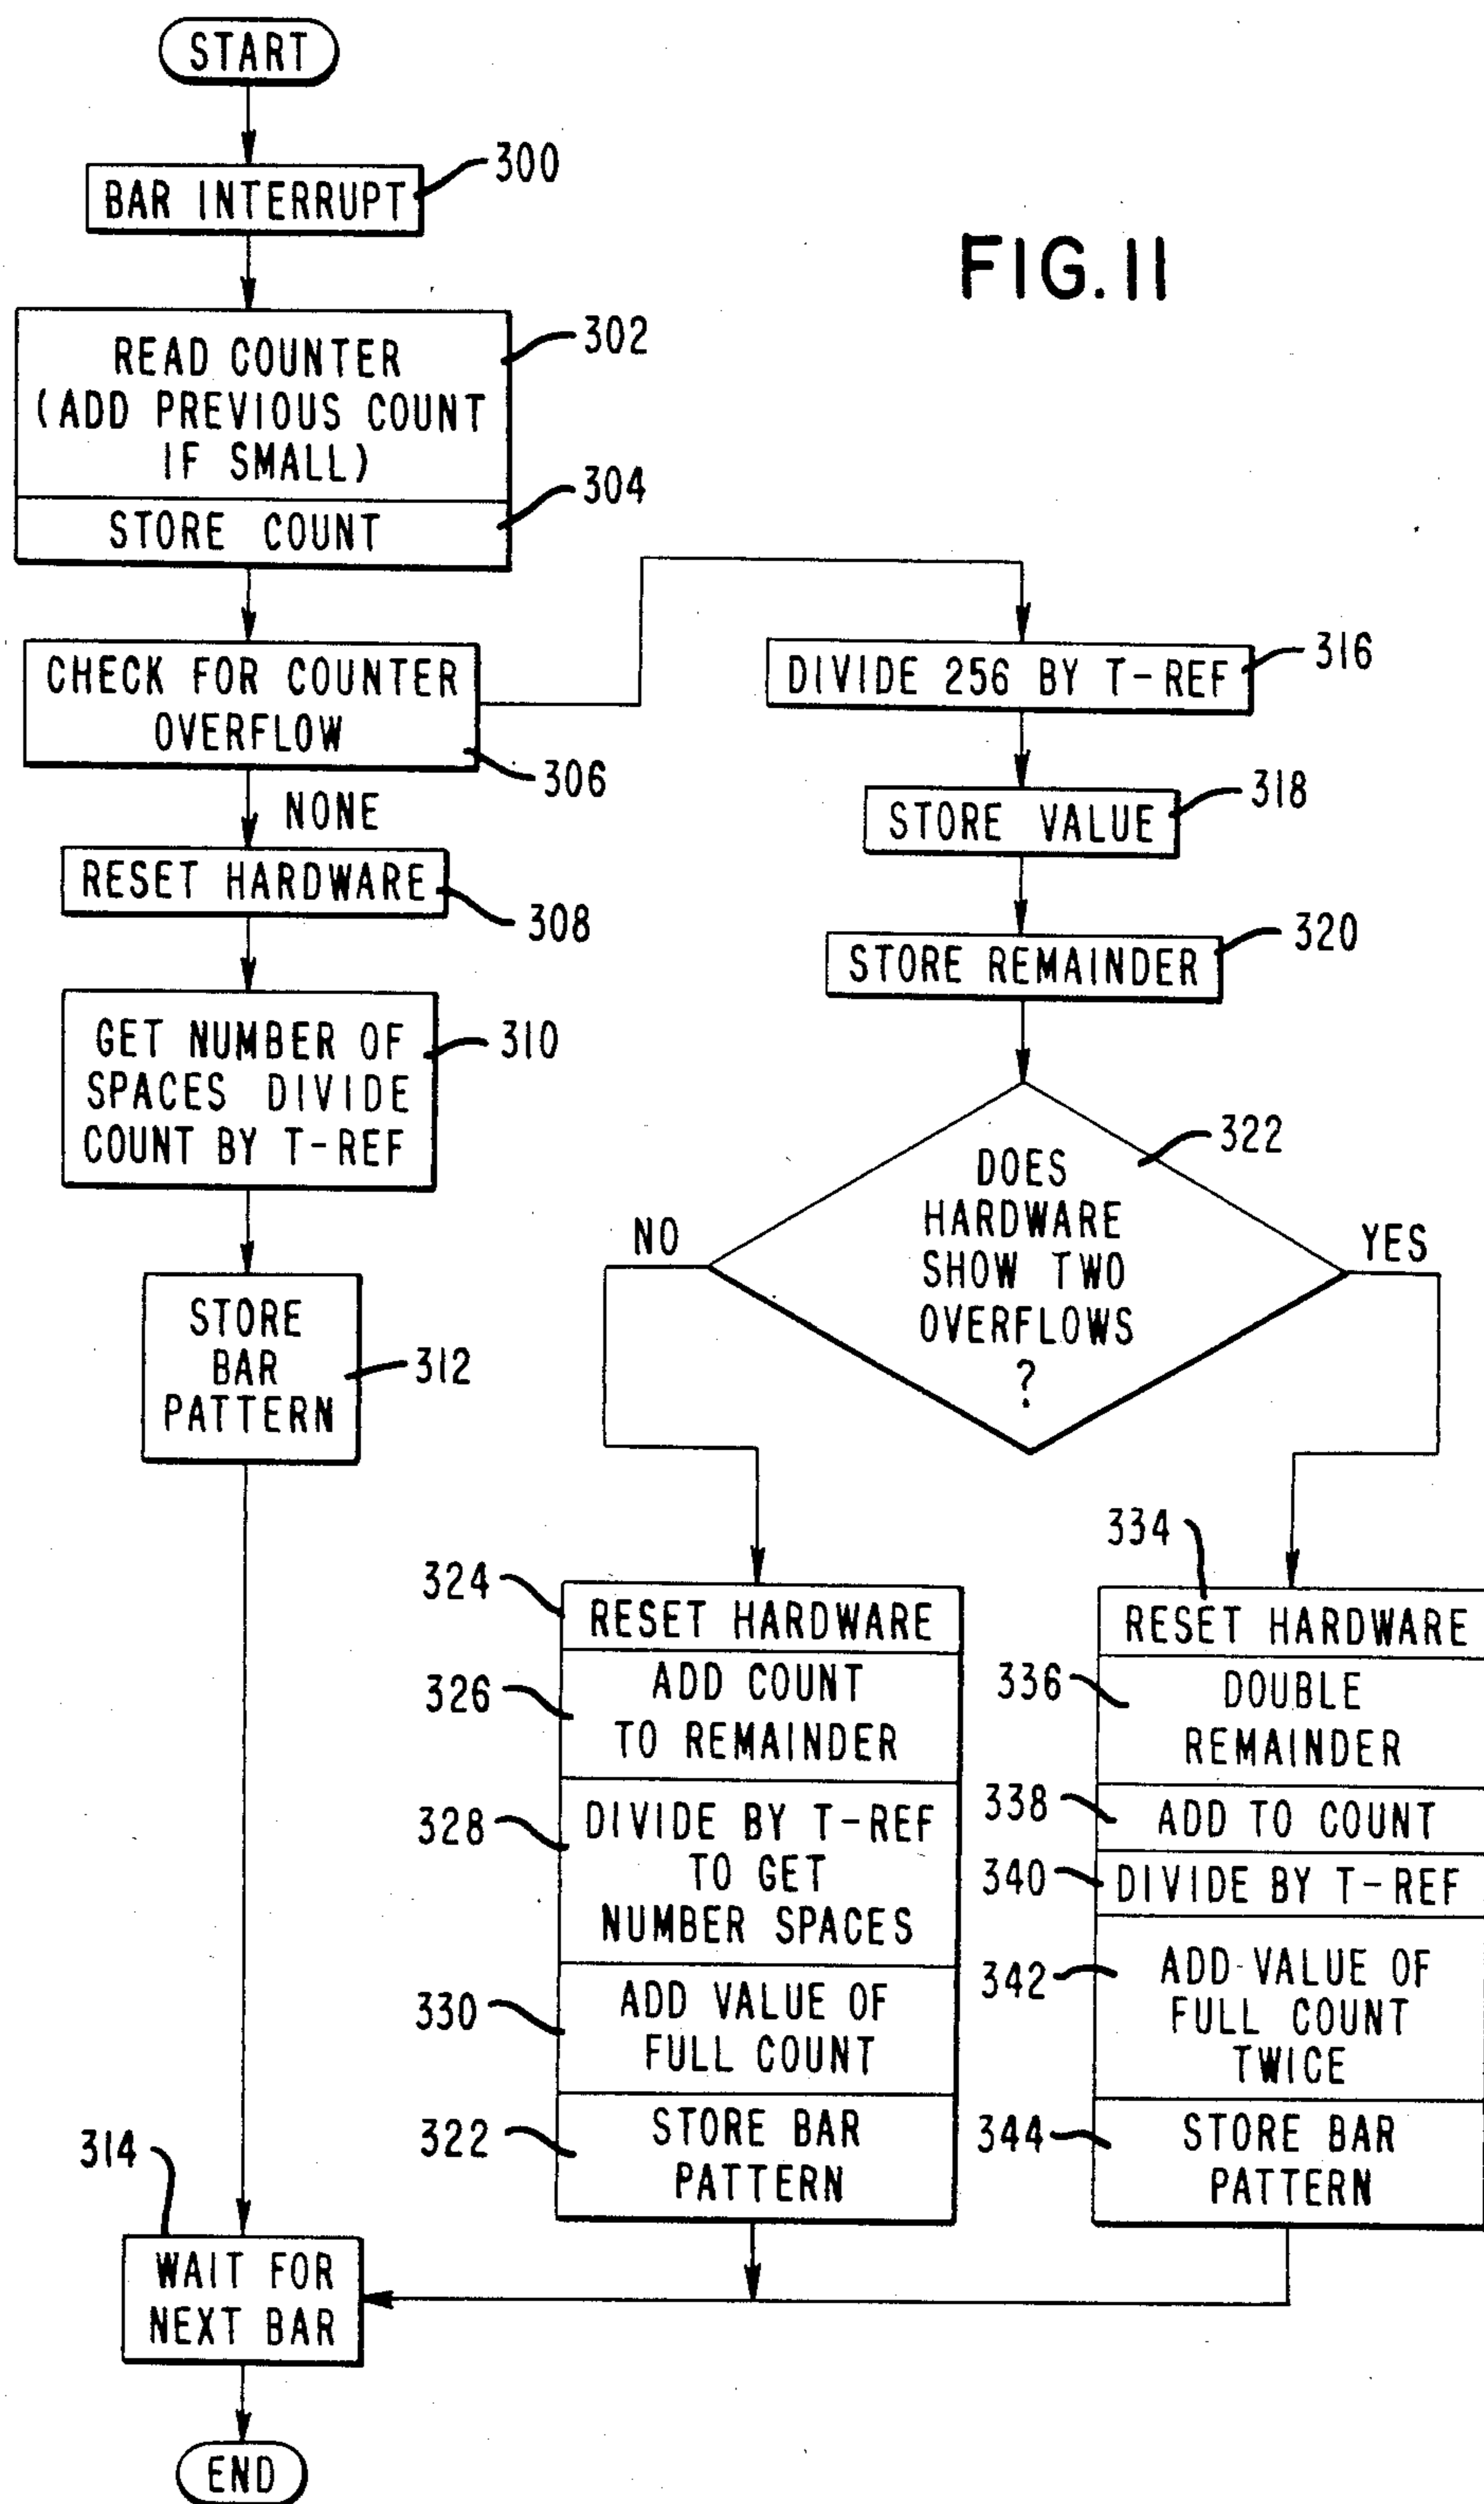 START
BAR INTERRUPT
300
FIG. 11
READ COUNTER
(ADD PREVIOUS COUNT
IF SMALL)
302
STORE COUNT
304
CHECK FOR COUNTER
OVERFLOW
306
NONE
RESET HARDWARE
308
GET NUMBER OF
SPACES DIVIDE
COUNT BY T-REF
310
STORE
BAR
PATTERN
312
DIVIDE 256 BY T-REF
316
STORE VALUE
318
STORE REMAINDER
320
DOES
HARDWARE
SHOW TWO
OVERFLOWS
?
322
NO
YES
324
RESET HARDWARE
326
ADD COUNT
TO REMAINDER
328
DIVIDE BY T-REF
TO GET
NUMBER SPACES
330
ADD VALUE OF
FULL COUNT
322
STORE BAR
PATTERN
334
RESET HARDWARE
336
DOUBLE
REMAINDER
338
ADD TO COUNT
340
DIVIDE BY T-REF
342
ADD VALUE OF
FULL COUNT
TWICE
344
STORE BAR
PATTERN
314
WAIT FOR
NEXT BAR
END